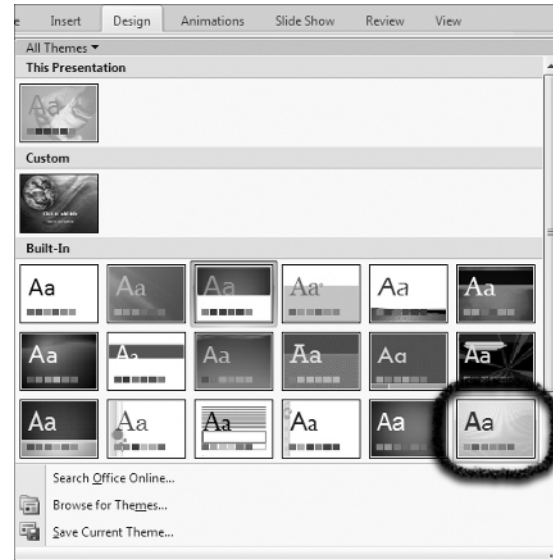 e Insert Design Animations Slide Show Review View
All Themes
This Presentation
Aa
Custom
Built-In
Aa Aa Aa Aa Aa Aa
Aa Aa Aa Aa Aa Aa
Aa Aa Aa Aa Aa Aa
Search Office Online...
Browse for Themes...
Save Current Theme...